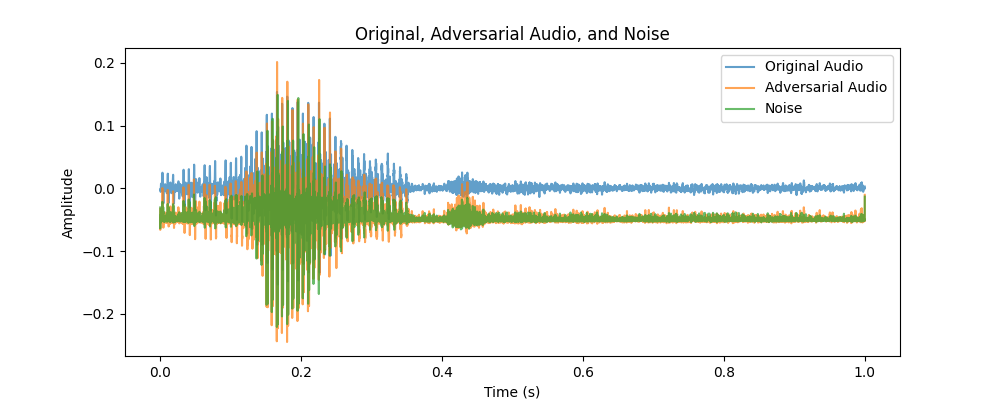 Original, Adversarial Audio, and Noise
Original Audio
Adversarial Audio
Noise
0.2
0.1
0.0
−0.1
−0.2
Amplitude
0.0
0.2
0.4
0.6
0.8
1.0
Time (s)